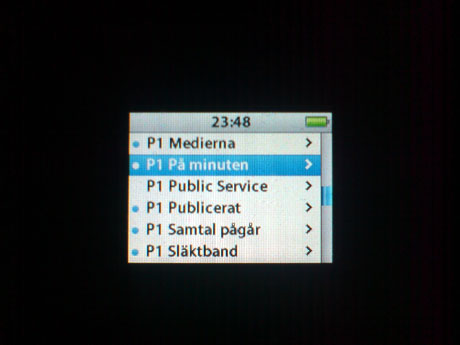 23:48
P1 Medierna
P1 På minuten
P1 Public Service
P1 Publicerat
P1 Samtal pågår
P1 Släktband